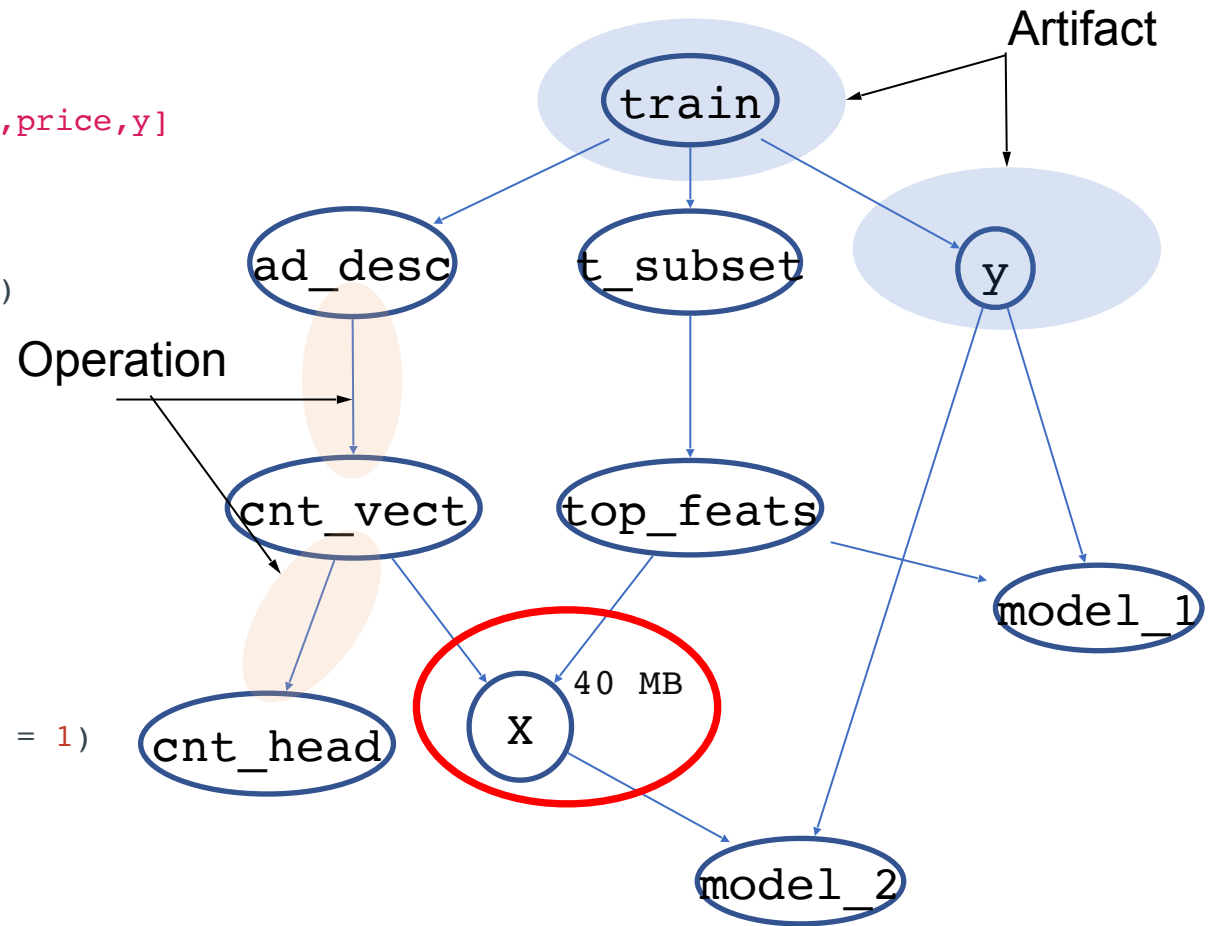 Artifact
train
,price,y]
ad_desc
t_subset
y
)
Operation
cnt_vect
top_feats
model_1
40 MB
X
= 1)
cnt_head
model_2